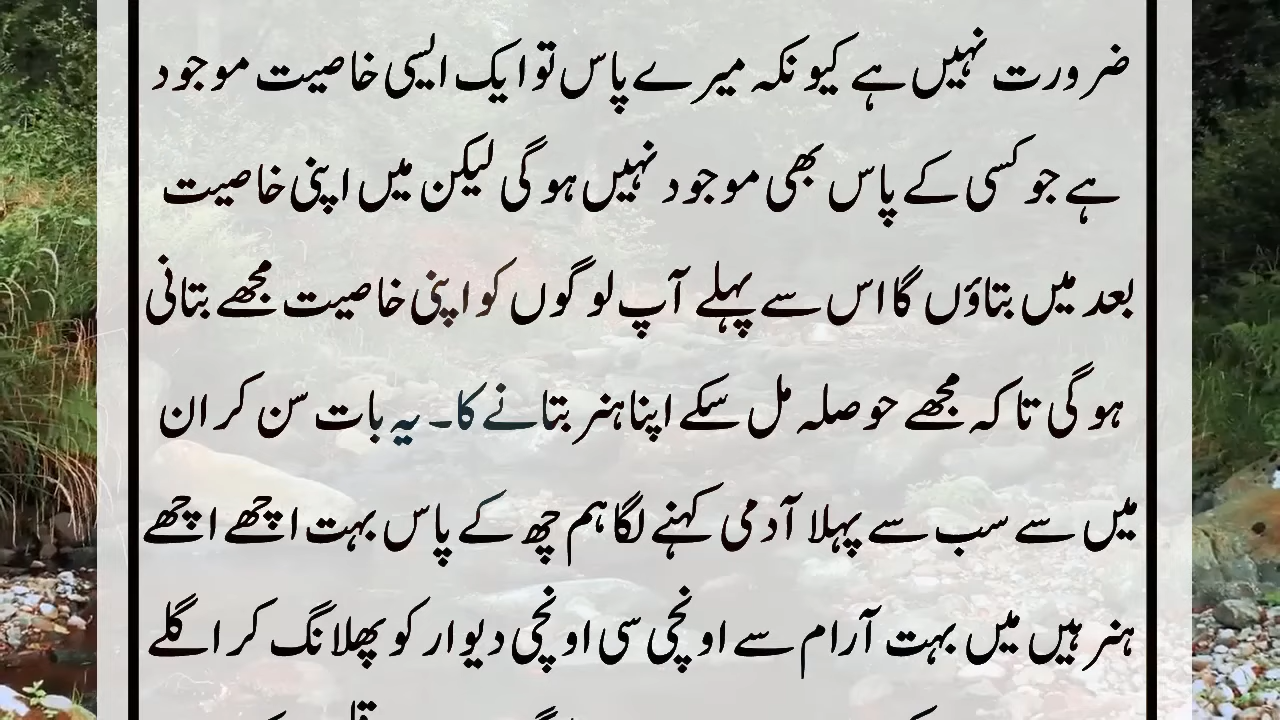 ضرورت نہیں ہے کیونکہ میرے پاس تو ایک ایسی خاصیت موجود
ہے جو کسی کے پاس بھی موجود نہیں ہو گی لیکن میں اپنی خاصیت
بعد میں بتاؤں گا اس سے پہلے آپ لوگوں کو اپنی خاصیت مجھے بتانی
ہو گی تا کہ مجھے حوصلہ مل سکے اپنا ہنر بتانے کا۔ یہ بات سن کر ان
میں سے سب سے پہلا آدمی کہنے لگا ہم چھ کے پاس بہت اچھے اچھے
ہنر ہیں میں بہت آرام سے اونچی سی اونچی دیوار کو پھلانگ کر اگلے